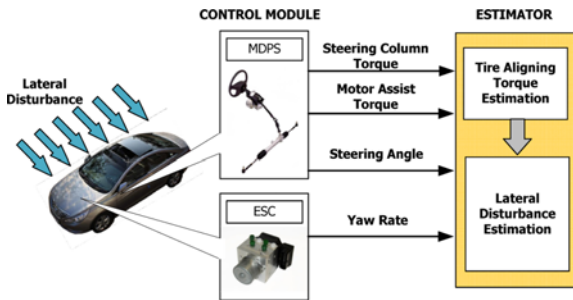 CONTROL MODULE
ESTIMATOR
MDPS
Steering Column
Torque
Lateral
Disturbance
Tire Aligning
Torque
Estimation
Motor Assist
Torque
Steering Angle
ESC
Yaw Rate
Lateral
Disturbance
Estimation